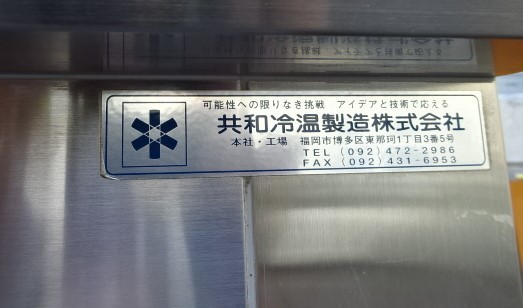 可能性への限りなき挑戦　アイデアと技術で応える
共和冷温製造株式会社
本社・工場　福岡市博多区東那珂1丁目3番5号
TEL (092) 472-2986
FAX (092) 431-6953